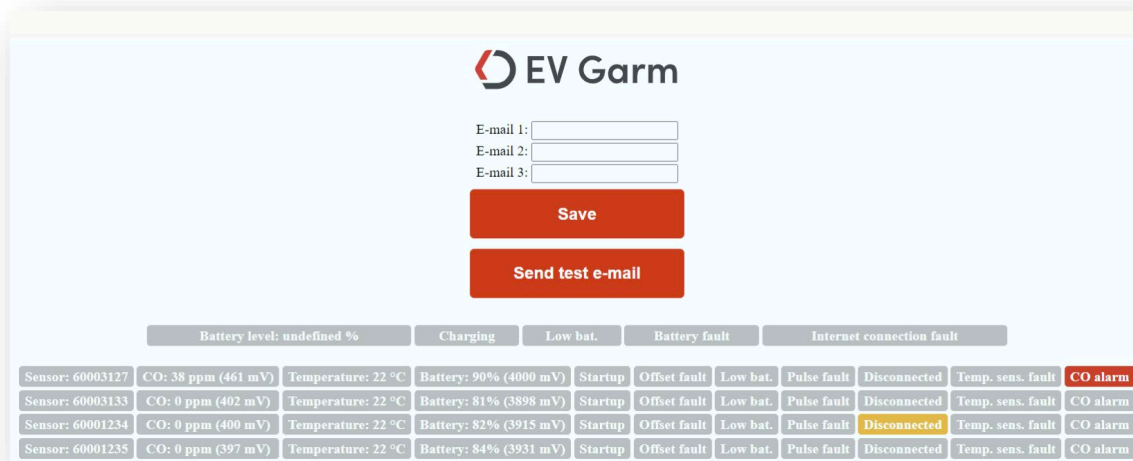 EV Garm
E-mail 1:
E-mail 2:
E-mail 3:
Save
Send test e-mail
Battery level: undefined % Charging Low bat. Battery fault Internet connection fault
Sensor: 60003127 CO: 38 ppm (461 mV) Temperature: 22 °C Battery: 90% (4000 mV) Startup Offset fault Low bat. Pulse fault Disconnected Temp. sens. fault CO alarm
Sensor: 60003133 CO: 0 ppm (402 mV) Temperature: 22 °C Battery: 81% (3898 mV) Startup Offset fault Low bat. Pulse fault Disconnected Temp. sens. fault CO alarm
Sensor: 60001234 CO: 0 ppm (400 mV) Temperature: 22 °C Battery: 82% (3915 mV) Startup Offset fault Low bat. Pulse fault Disconnected Temp. sens. fault CO alarm
Sensor: 60001235 CO: 0 ppm (397 mV) Temperature: 22 °C Battery: 84% (3931 mV) Startup Offset fault Low bat. Pulse fault Disconnected Temp. sens. fault CO alarm